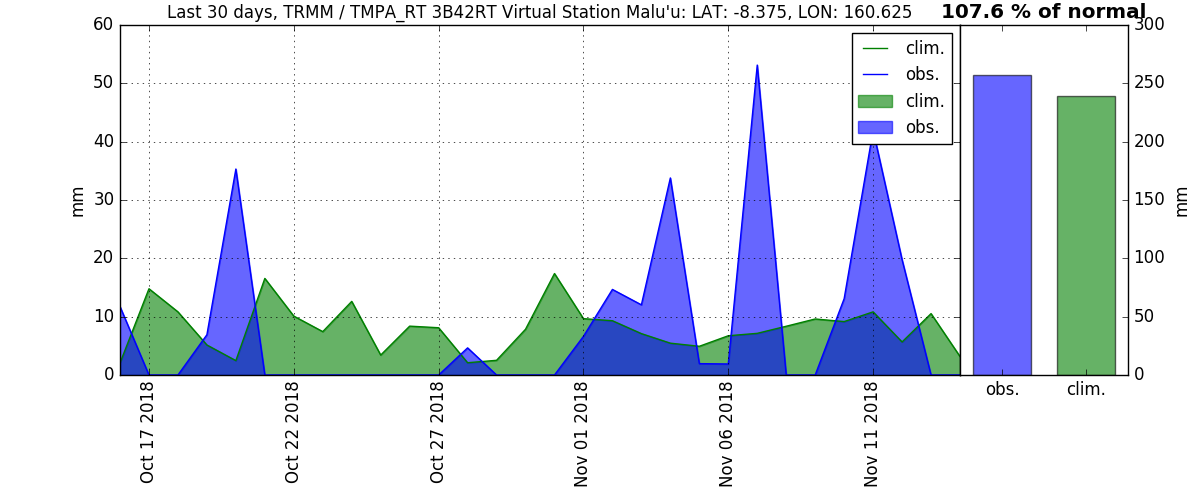 Last 30 days, TRMM / TMPA_RT 3B42RT Virtual Station Malu'u: LAT: -8.375, LON: 160.625
107.6 % of normal
60
50
40
30
20
10
0
mm
clim.
obs.
clim.
obs.
300
250
200
150
100
50
0
mm
obs.
clim.
Oct 17 2018
Oct 22 2018
Oct 27 2018
Nov 01 2018
Nov 06 2018
Nov 11 2018